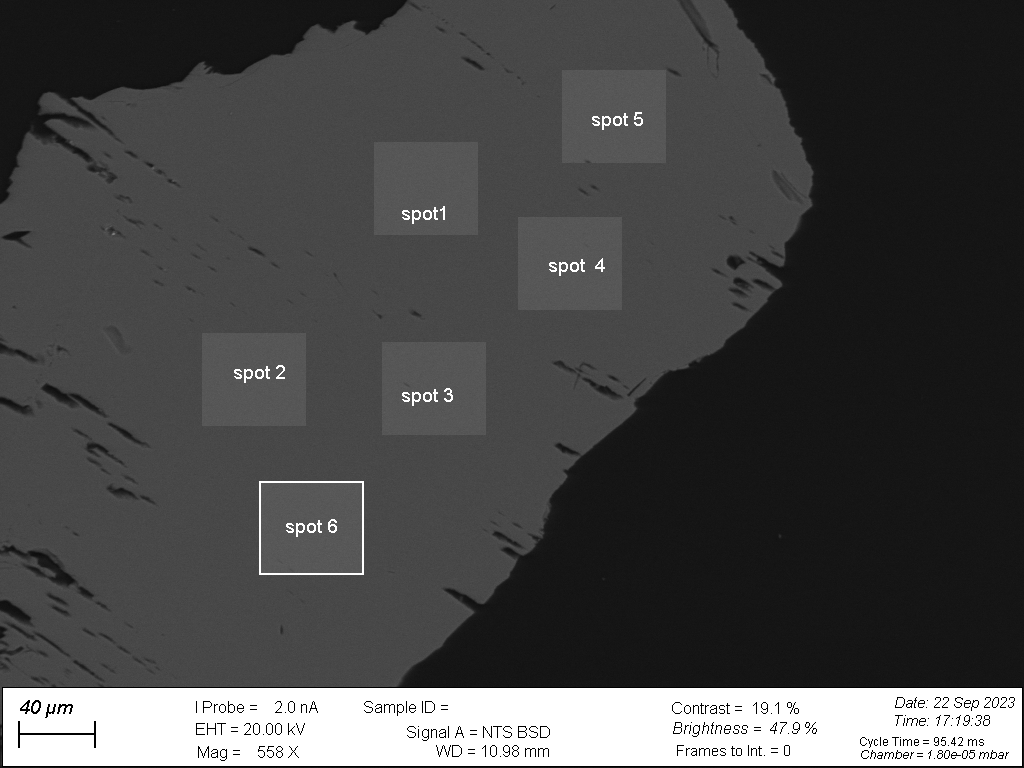 spot 5
spot1
spot 4
spot 2
spot 3
spot 6
40 µm
I Probe = 2.0 nA
EHT = 20.00 kV
Mag = 558 X
Sample ID =
Signal A = NTS BSD
WD = 10.98 mm
Contrast = 19.1 %
Brightness = 47.9 %
Frames to Int. = 0
Date: 22 Sep 2023
Time: 17:19:38
Cycle Time = 95.42 ms
Chamber = 1.80e-05 mbar